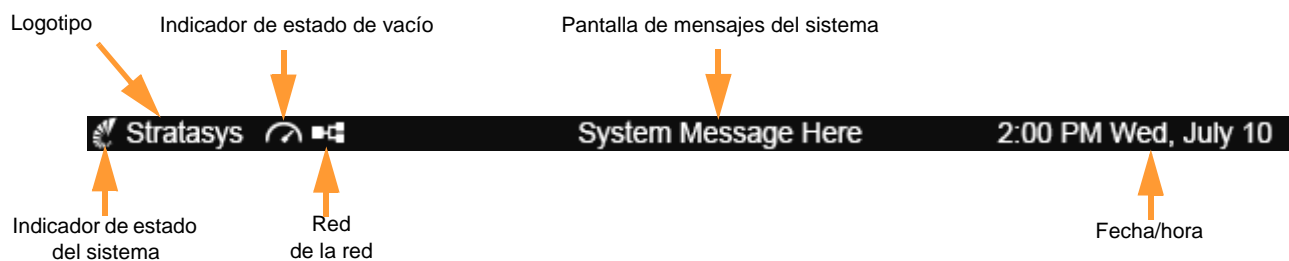 Logotipo
Indicador de estado de vacío
Pantalla de mensajes del sistema
Stratasys
System Message Here
2:00 PM Wed, July 10
Indicador de estado
del sistema
Red
de la red
Fecha/hora